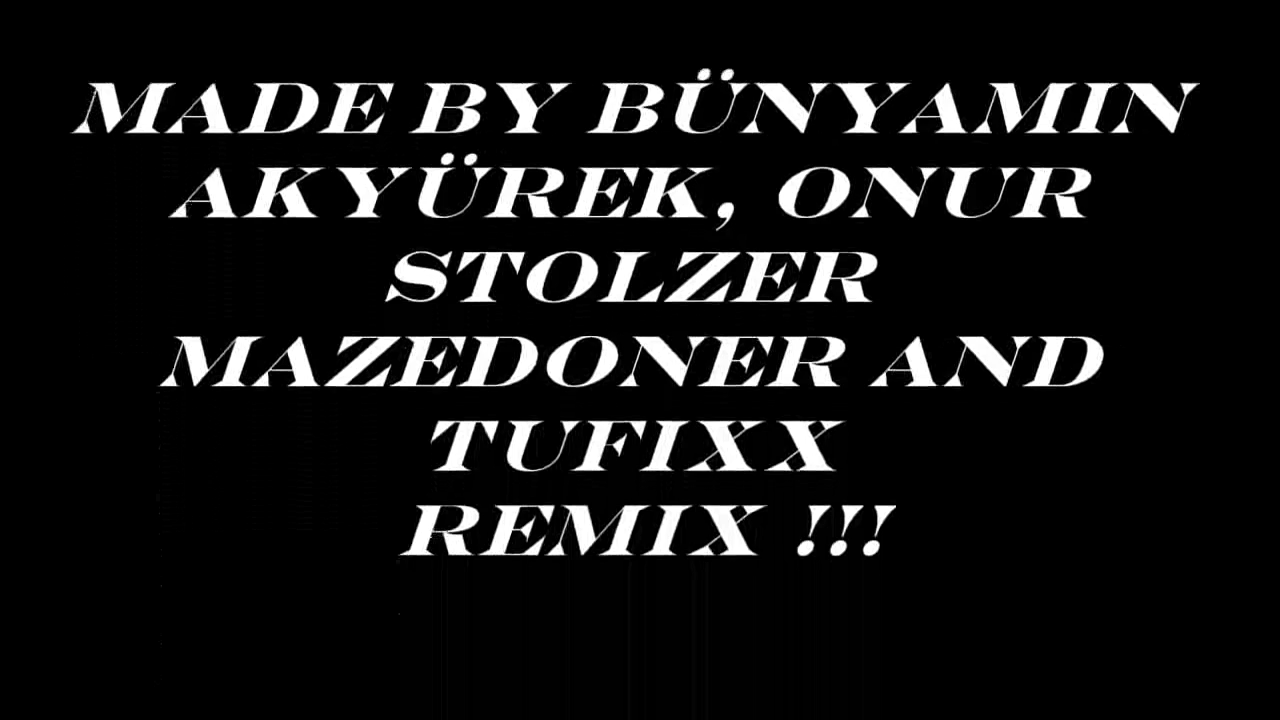 MADE BY BÜNYAMIN
AKYÜREK, ONUR
STOLZER
MAZEDONER AND
TUFIXX
REMIX !!!